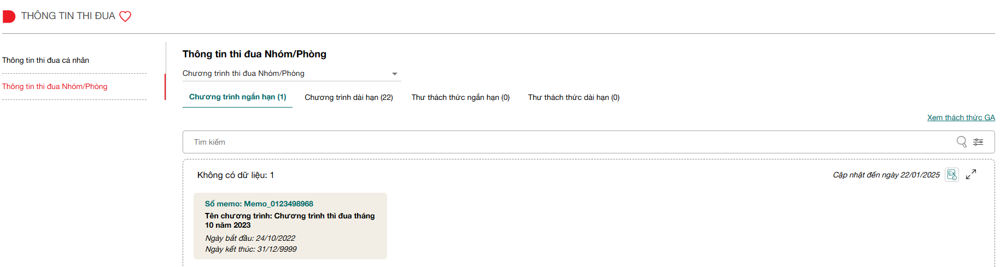 THÔNG TIN THI ĐUA
Thông tin thi đua cá nhân
Thông tin thi đua Nhóm/Phòng
Thông tin thi đua Nhóm/Phòng
Chương trình thi đua Nhóm/Phòng
Chương trình ngắn hạn (1) Chương trình dài hạn (22) Thư thách thức ngắn hạn (0) Thư thách thức dài hạn (0)
Xem thách thức GA
Tìm kiếm
Không có dữ liệu: 1
Cập nhật đến ngày 22/01/2025
Ex
Số memo: Memo_0123498968
Tên chương trình: Chương trình thì đua tháng
10 năm 2023
Ngày bắt đầu: 24/10/2022
Ngày kết thúc: 31/12/9999